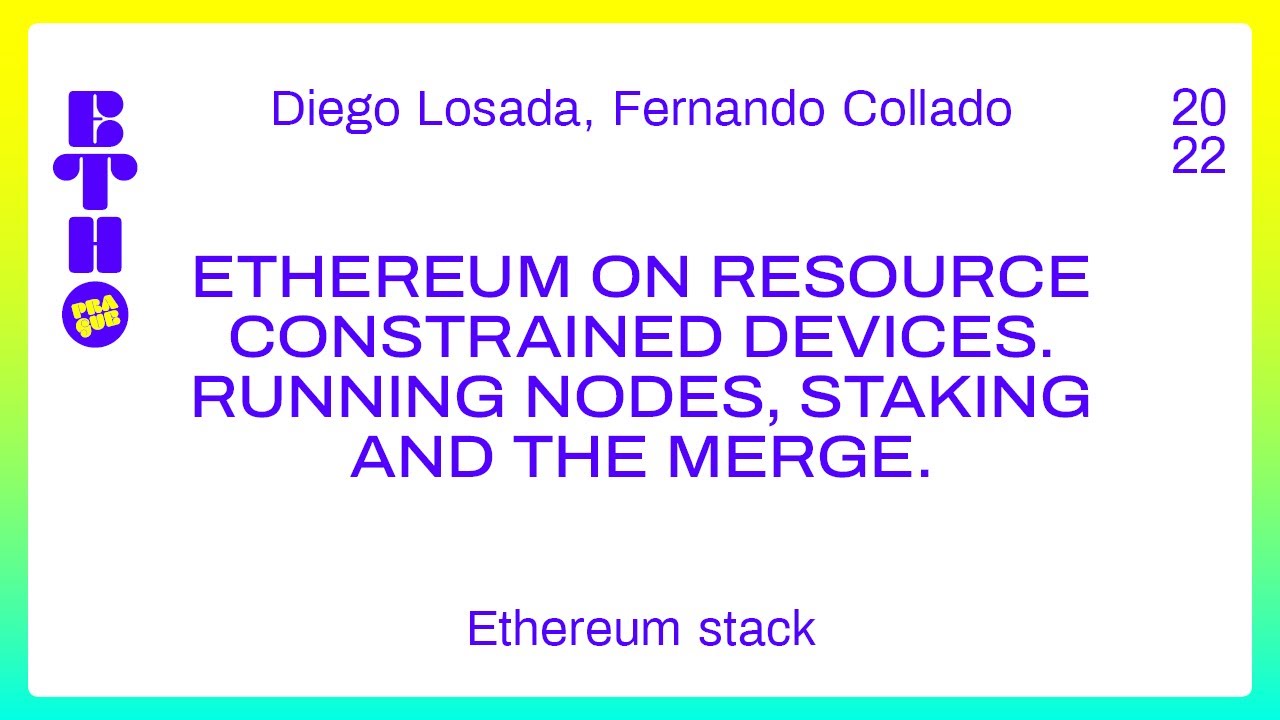 Diego Losada, Fernando Collado
20
22
ETH
PRA
GUE
ETHEREUM ON RESOURCE
CONSTRAINED DEVICES.
RUNNING NODES, STAKING
AND THE MERGE.
Ethereum stack